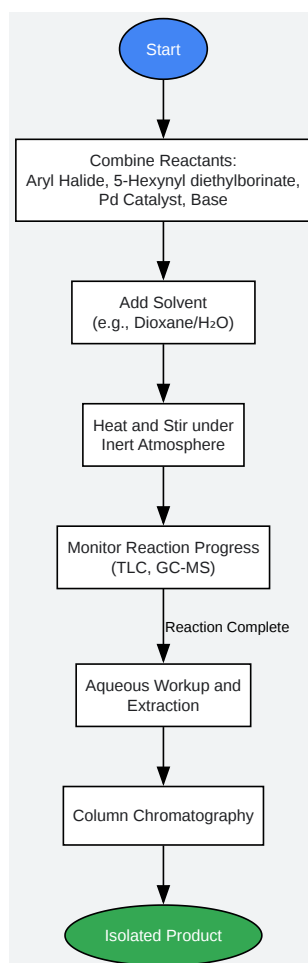 Start
Combine Reactants:
Aryl Halide, 5-Hexynyl diethylborinate,
Pd Catalyst, Base
Add Solvent
(e.g., Dioxane/H₂O)
Heat and Stir under
Inert Atmosphere
Monitor Reaction Progress
(TLC, GC-MS)
Reaction Complete
Aqueous Workup and
Extraction
Column Chromatography
Isolated Product